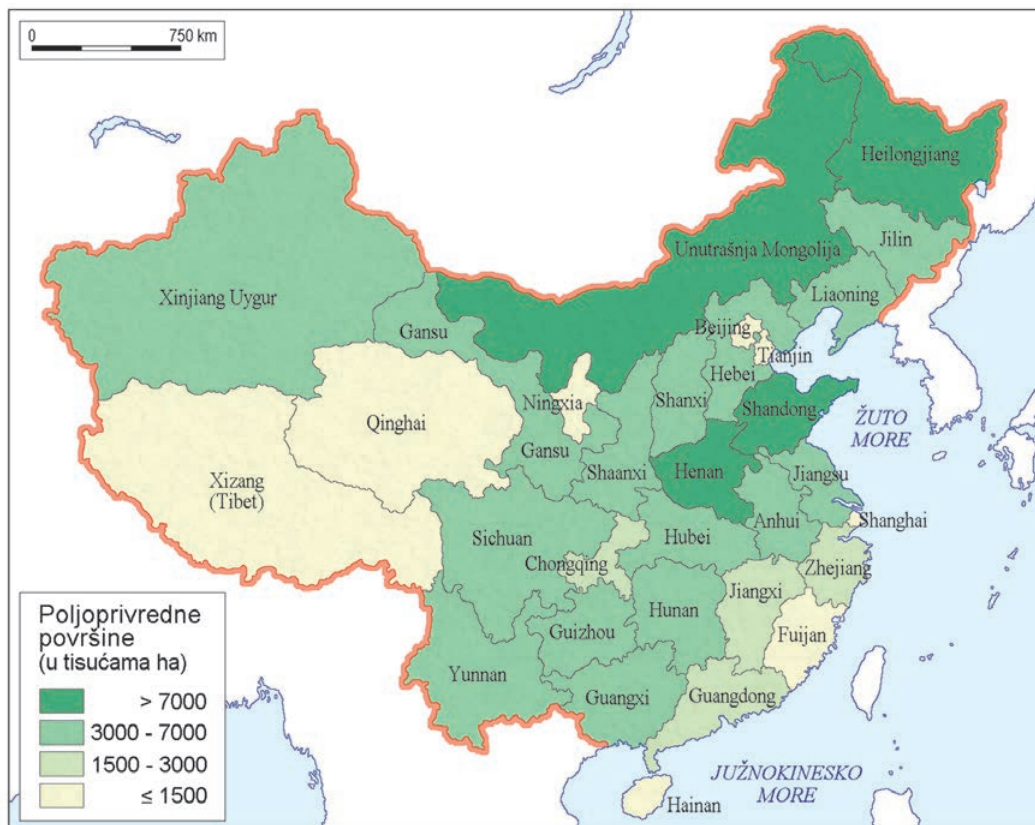 0 750 km
Heilongjiang
Jilin
Unutrašnja Mongolija
Liaoning
Xinjiang Uygur
Gansu
Beijing
Tianjin
Hebei
Shanxi
Ningxia
Qinghai
Shandong
ŽUTO
MORE
Gansu
Shaanxi
Henan
Jiangsu
Xizang
(Tibet)
Anhui
Shanghai
Sichuan
Hubei
Chongqing
Zhejiang
Jiangxi
Hunan
Guizhou
Fuijan
Yunnan
Guangxi
Guangdong
JUŽNOKINESKO
MORE
Hainan
Poljoprivredne
površine
(u tisućama ha)
> 7000
3000 - 7000
1500 - 3000
≤ 1500